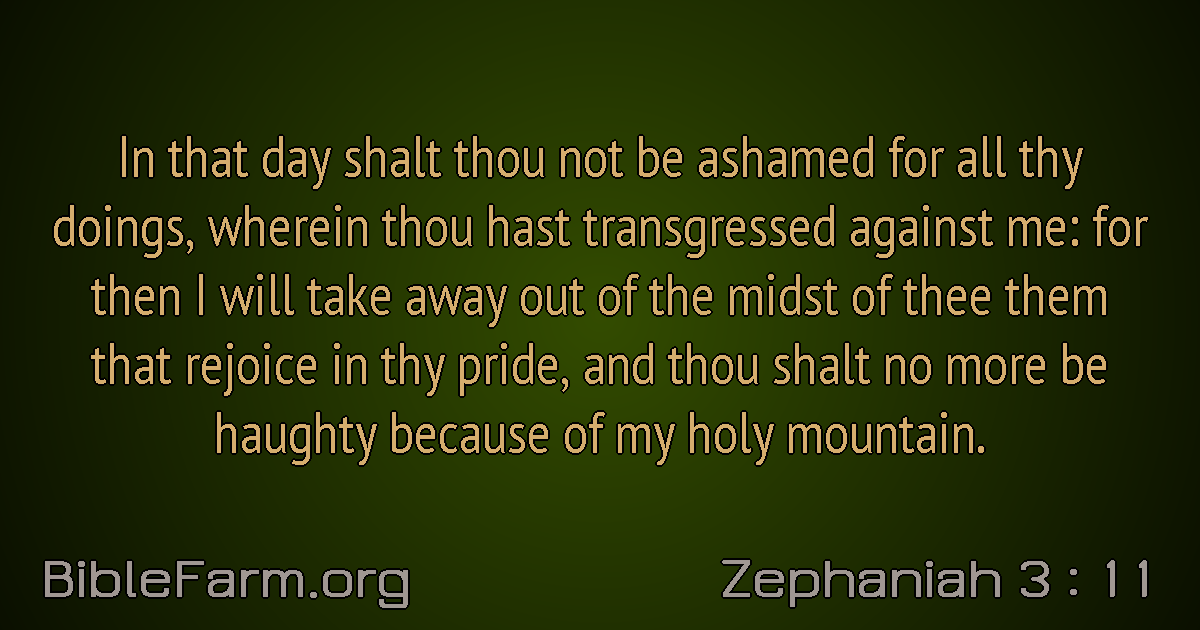 In that day shalt thou not be ashamed for all thy
doings, wherein thou hast transgressed against me: for
then I will take away out of the midst of thee them
that rejoice in thy pride, and thou shalt no more be
haughty because of my holy mountain.
BibleFarm.org
Zephaniah 3 : 11